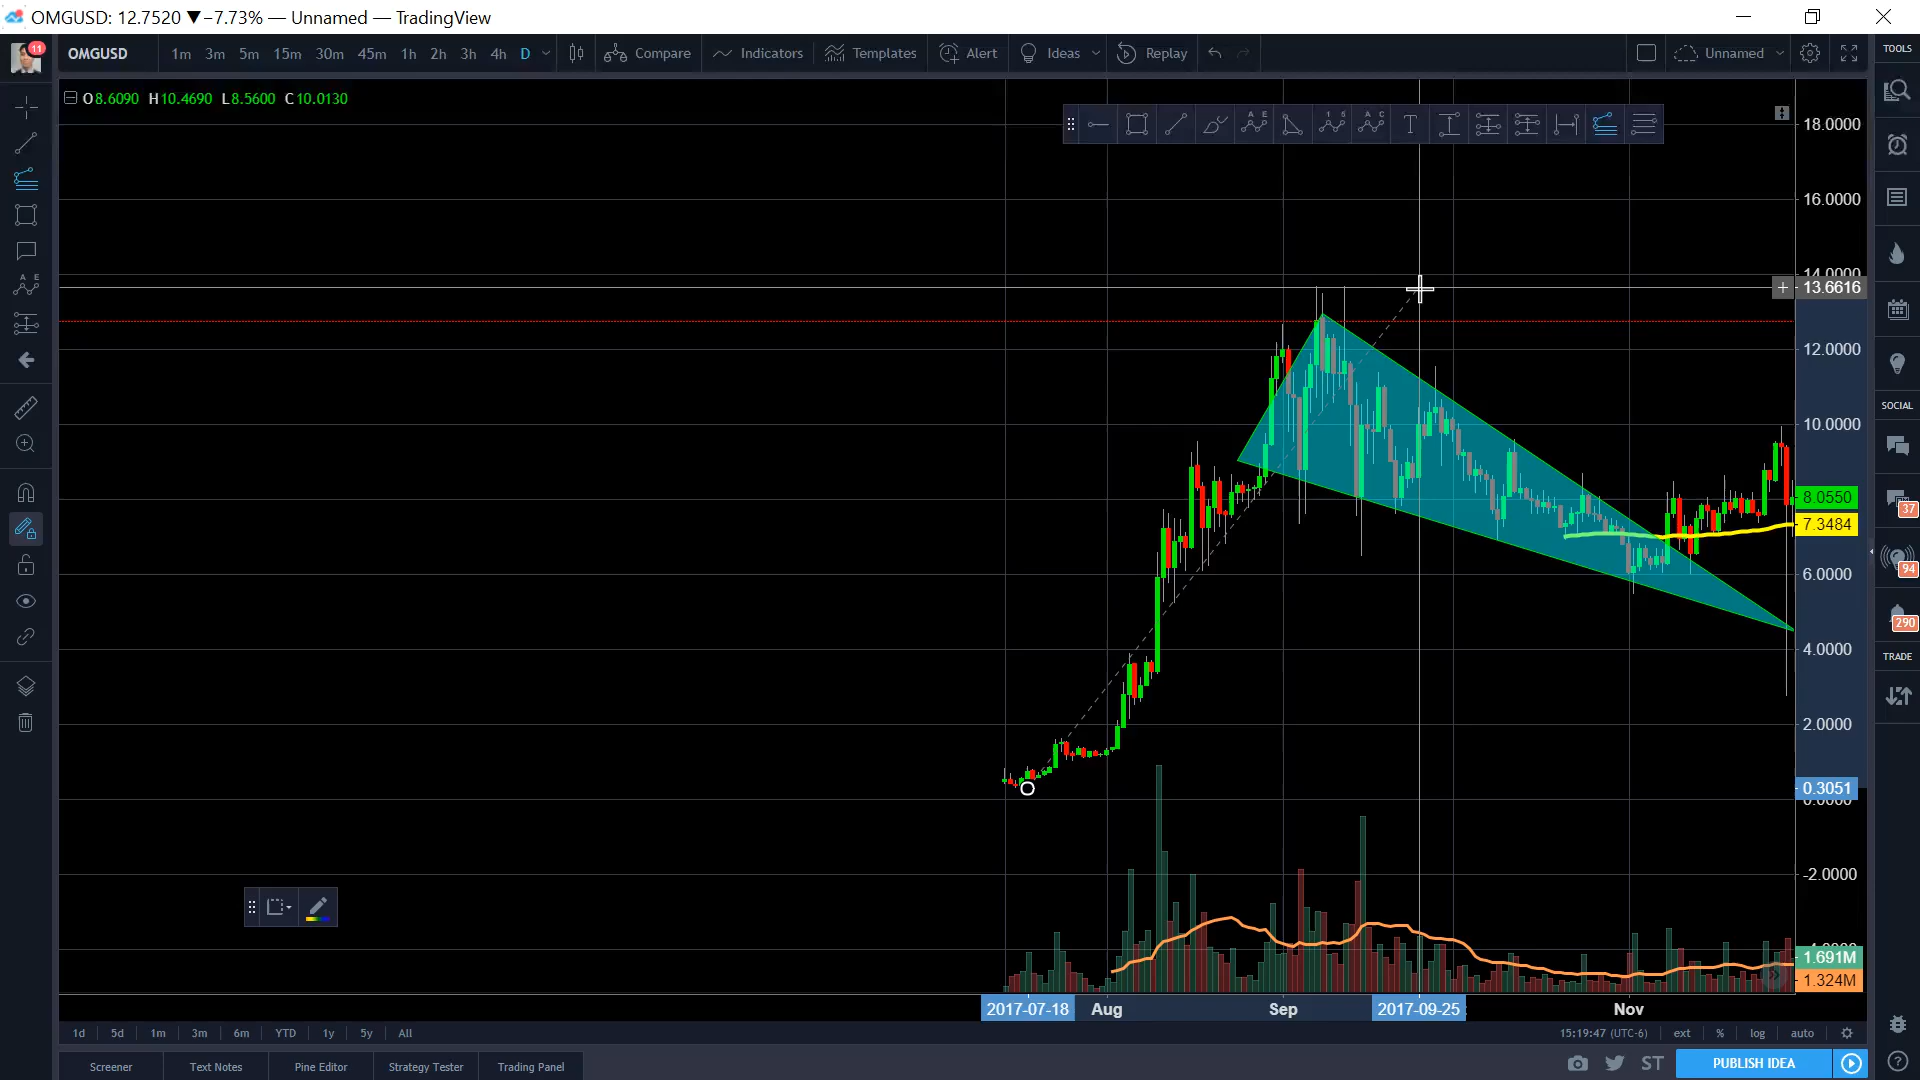 OMGUSD: 12.7520 ▼−7.73% — Unnamed — TradingView
11
OMGUSD 1m 3m 5m 15m 30m 45m 1h 2h 3h 4h D Compare Indicators Templates Alert Ideas Replay Unnamed
TOOLS
O8.6090 H10.4690 L8.5600 C10.0130
18.0000
16.0000
14.0000
13.6616
12.0000
10.0000
8.0550
7.3484
6.0000
4.0000
2.0000
0.3051
0.0000
-2.0000
1.691M
1.324M
SOCIAL
37
94
290
TRADE
2017-07-18 Aug Sep 2017-09-25 Nov
1d 5d 1m 3m 6m YTD 1y 5y All 15:19:47 (UTC-6) ext % log auto
Screener Text Notes Pine Editor Strategy Tester Trading Panel ST PUBLISH IDEA